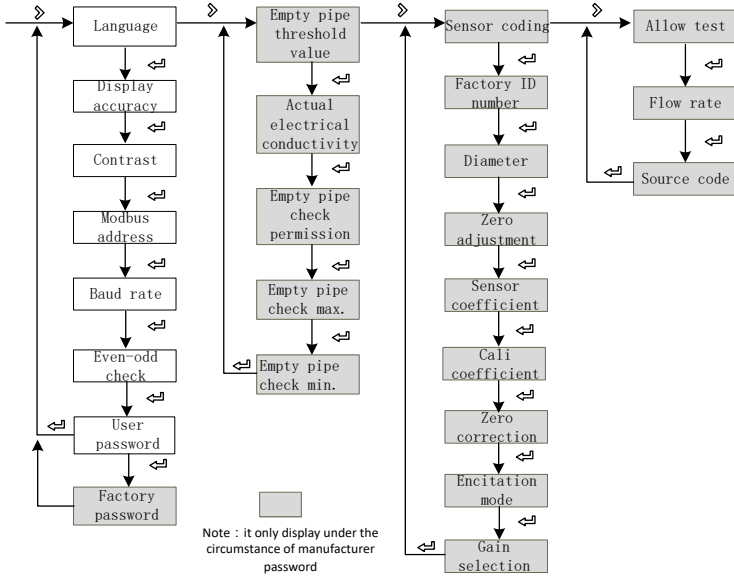 Language
Display
accuracy
Contrast
Modbus
address
Baud rate
Even-odd
check
User
password
Factory
password
Empty pipe
threshold
value
Actual
electrical
conductivity
Empty pipe
check
permission
Empty pipe
check max.
Empty pipe
check min.
Sensor coding
Factory ID
number
Diameter
Zero
adjustment
Sensor
coefficient
Cali
coefficient
Zero
correction
Encitation
mode
Gain
selection
Allow test
Flow rate
Source code
Note：it only display under the
circumstance of manufacturer
password